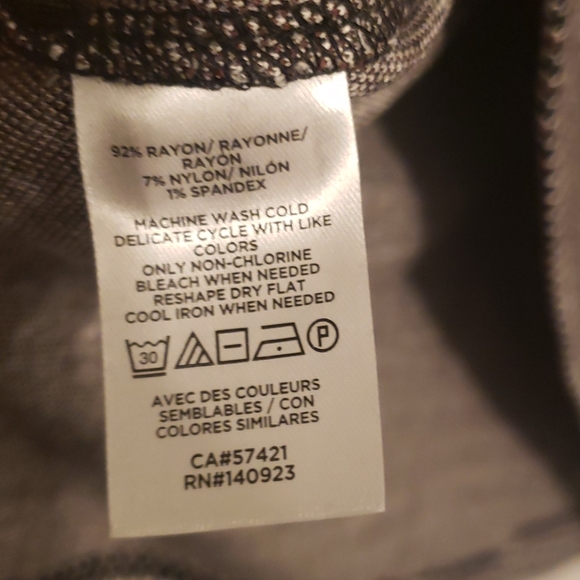 92% RAYON/ RAYONNE/
RAYÓN
7% NYLON/ NILÓN
1% SPANDEX
MACHINE WASH COLD
DELICATE CYCLE WITH LIKE
COLORS
ONLY NON-CHLORINE
BLEACH WHEN NEEDED
RESHAPE DRY FLAT
COOL IRON WHEN NEEDED
30 P
AVEC DES COULEURS
SEMBLABLES / CON
COLORES SIMILARES
CA#57421
RN#140923